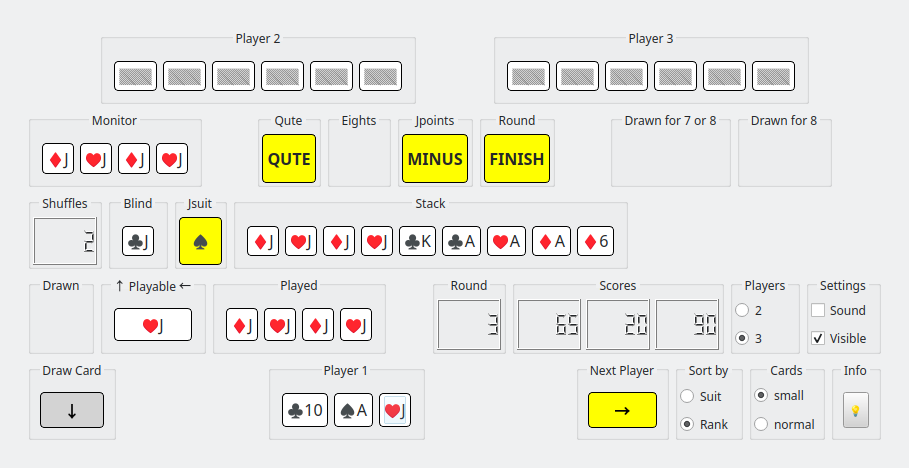 Player 2 Player 3
Monitor Qute Eights Jpoints Round Drawn for 7 or 8 Drawn for 8
♦J ♥J ♦J ♥J QUTE MINUS FINISH
Shuffles Blind Jsuit Stack
2 ♣J ♠ ♦J ♥J ♦J ♥J ♣K ♣A ♥A ♦A ♦6
Drawn ↑ Playable ← Played Round Scores Players Settings
♥J ♦J ♥J ♦J ♥J 3 65 20 90
2 Sound
3 Visible
Draw Card Player 1 Next Player Sort by Cards Info
↓ ♣10 ♠A ♥J →
Suit small
Rank normal